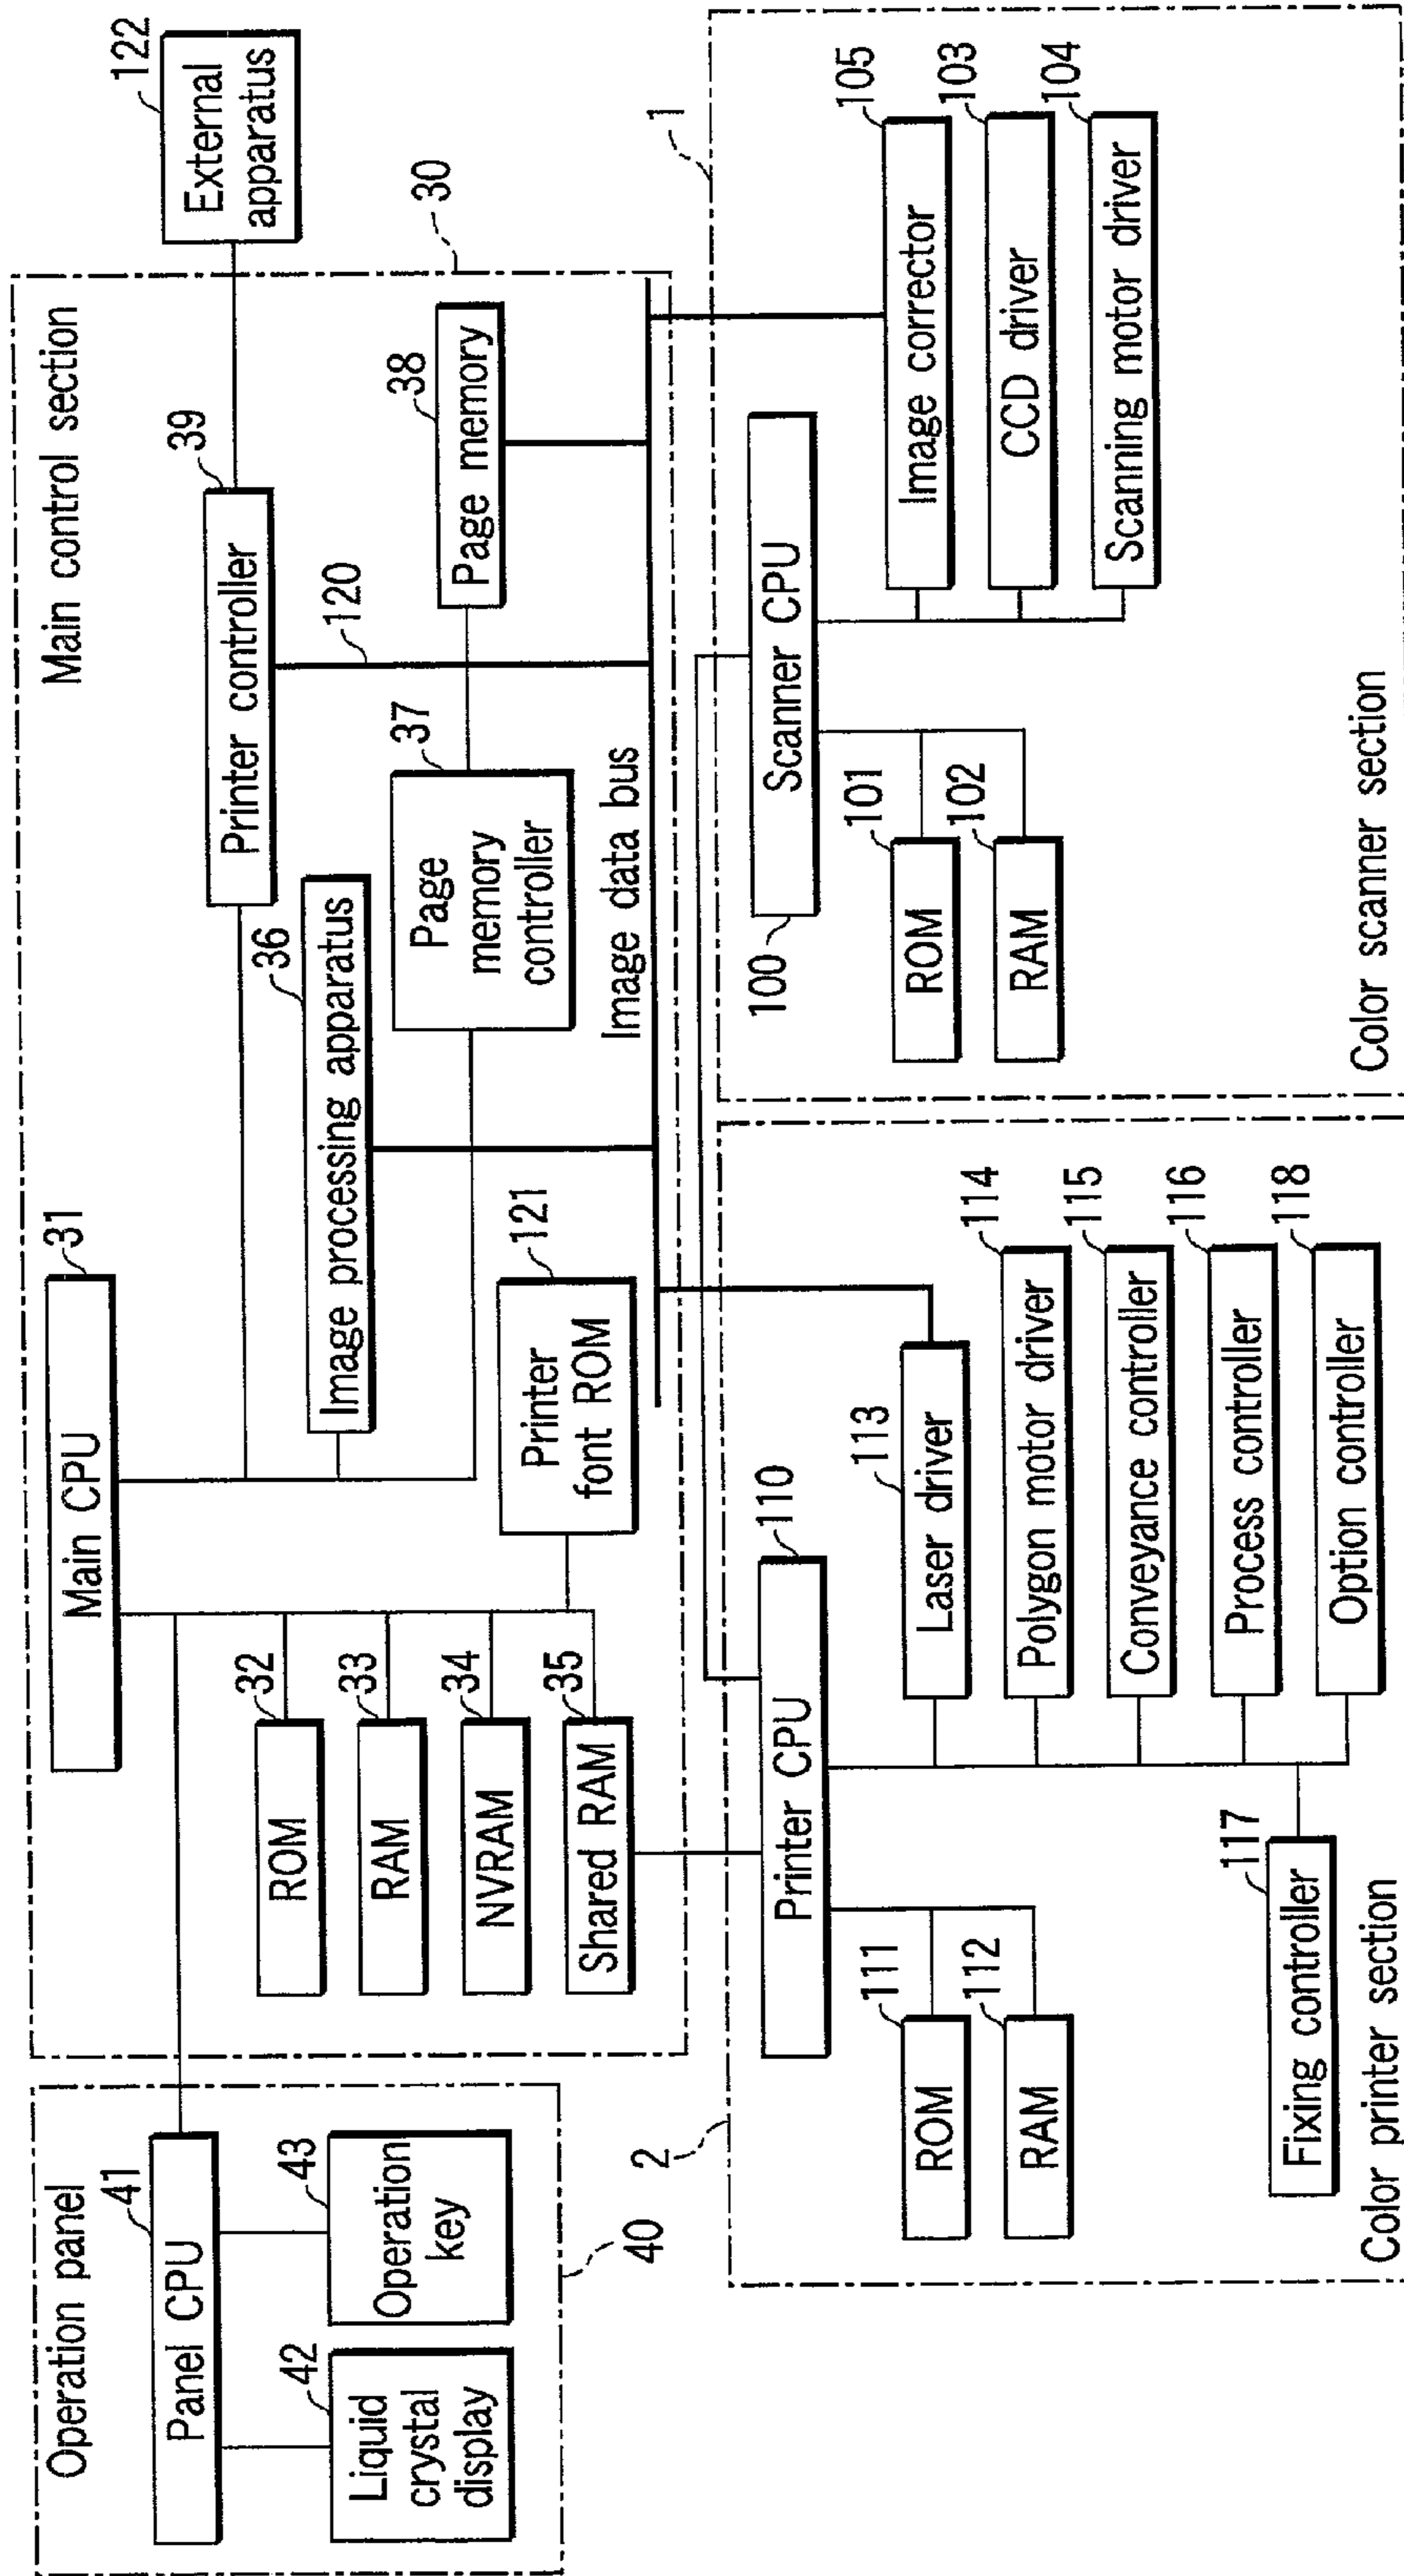 Operation panel
41
Panel CPU
42
Liquid
crystal
display
43
Operation
key
40
Main control section
30
31
Main CPU
32
ROM
33
RAM
34
NVRAM
35
Shared RAM
121
Printer
font ROM
36
Image processing apparatus
37
Page
memory
controller
38
Page memory
39
Printer controller
120
Image data bus
122
External
apparatus
2
110
Printer CPU
111
ROM
112
RAM
113
Laser driver
114
Polygon motor driver
115
Conveyance controller
116
Process controller
118
Option controller
117
Fixing controller
Color printer section
1
100
Scanner CPU
101
ROM
102
RAM
105
Image corrector
103
CCD driver
104
Scanning motor driver
Color scanner section